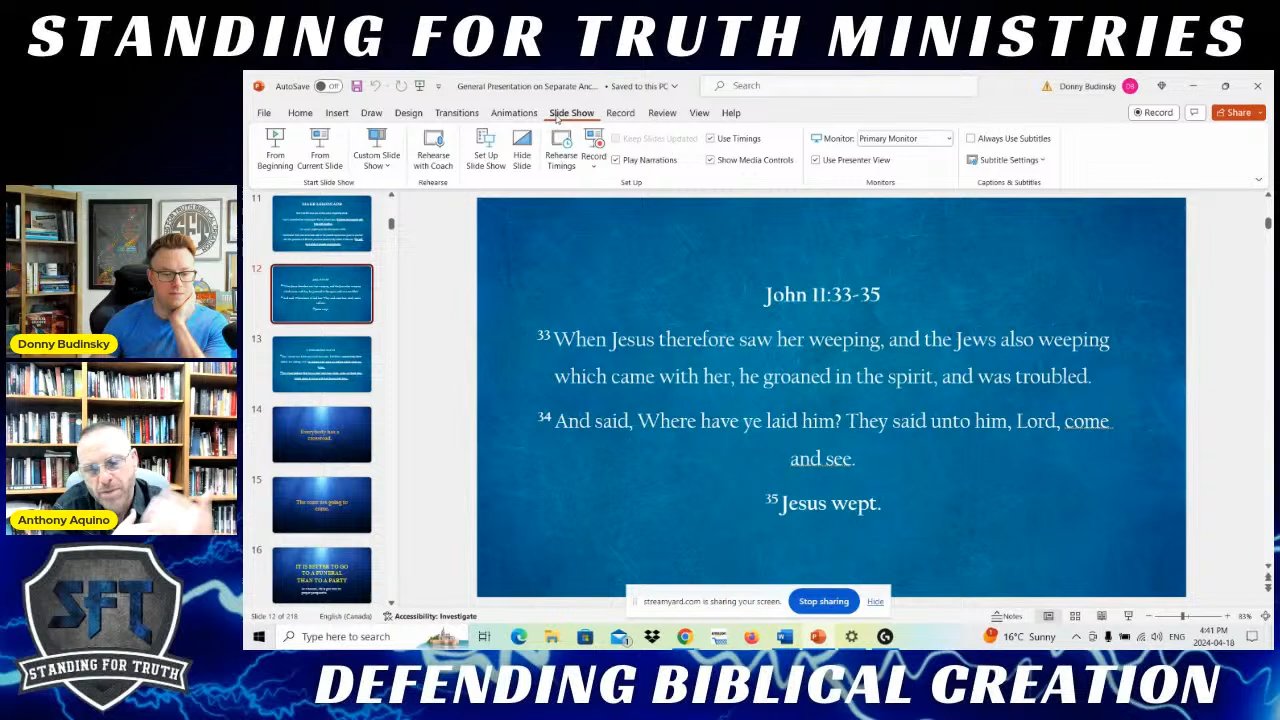 STANDING FOR TRUTH MINISTRIES
AutoSave Off General Presentation on Separate Anc... • Saved to this PC Search Donny Budinsky DB
File Home Insert Draw Design Transitions Animations Slide Show Record Review View Help Record Share
From Beginning
From Current Slide
Custom Slide Show
Rehearse with Coach
Set Up Slide Show
Hide Slide
Rehearse Timings
Record
Keep Slides Updated Use Timings
Play Narrations Show Media Controls
Monitor: Primary Monitor
Use Presenter View
Always Use Subtitles
Subtitle Settings
Start Slide Show Rehearse Set Up Monitors Captions & Subtitles
11
12
13
14
Everybody has a
crossroad.
15
The tears are going to
come.
16
IT IS BETTER TO GO
TO A FUNERAL
THAN TO A PARTY
John 11:33-35
33 When Jesus therefore saw her weeping, and the Jews also weeping
which came with her, he groaned in the spirit, and was troubled.
34 And said, Where have ye laid him? They said unto him, Lord, come
and see.
35 Jesus wept.
Donny Budinsky
Anthony Aquino
streamyard.com is sharing your screen. Stop sharing Hide
Slide 12 of 218 English (Canada) Accessibility: Investigate Notes 83%
Type here to search 16°C Sunny ENG 4:41 PM
2024-04-18
SFT
STANDING FOR TRUTH
DEFENDING BIBLICAL CREATION